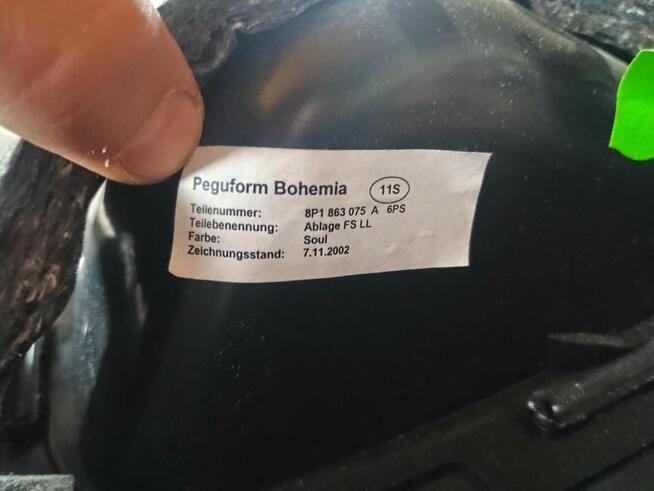 Peguform Bohemia 11S
Teilenummer: 8P1 863 075 A 6PS
Teilebenennung: Ablage FS LL
Farbe: Soul
Zeichnungsstand: 7.11.2002